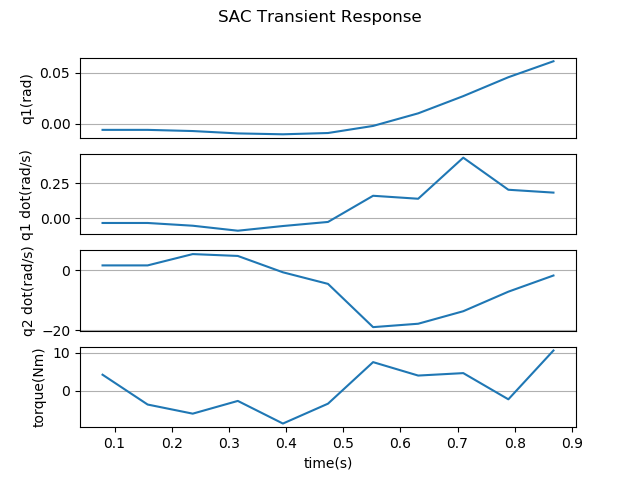 SAC Transient Response
0.05
0.00
q1(rad)
0.25
0.00
q1 dot(rad/s)
0
−20
q2 dot(rad/s)
10
0
torque(Nm)
0.1 0.2 0.3 0.4 0.5 0.6 0.7 0.8 0.9
time(s)